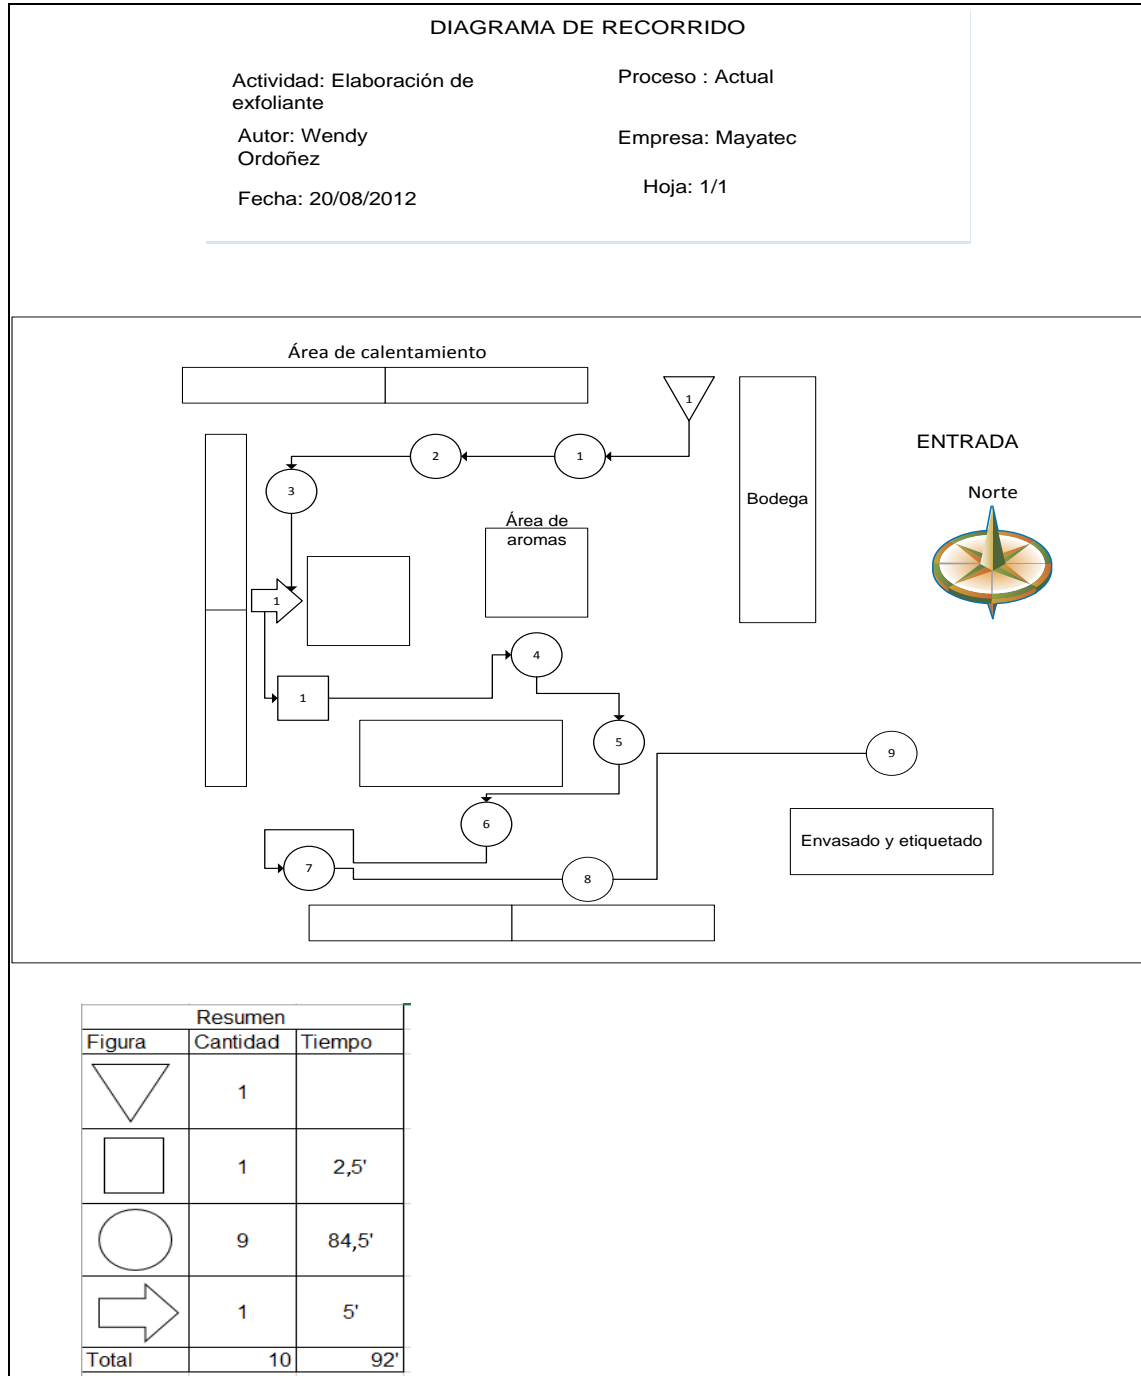 DIAGRAMA DE RECORRIDO
Actividad: Elaboración de
exfoliante
Proceso : Actual
Autor: Wendy
Ordoñez
Empresa: Mayatec
Fecha: 20/08/2012
Hoja: 1/1
Área de calentamiento
1
ENTRADA
2
1
3
Bodega
Norte
Área de
aromas
1
4
1
5
9
6
Envasado y etiquetado
7
8
Resumen
Figura Cantidad Tiempo
1
1 2,5'
9 84,5'
1 5'
Total 10 92'